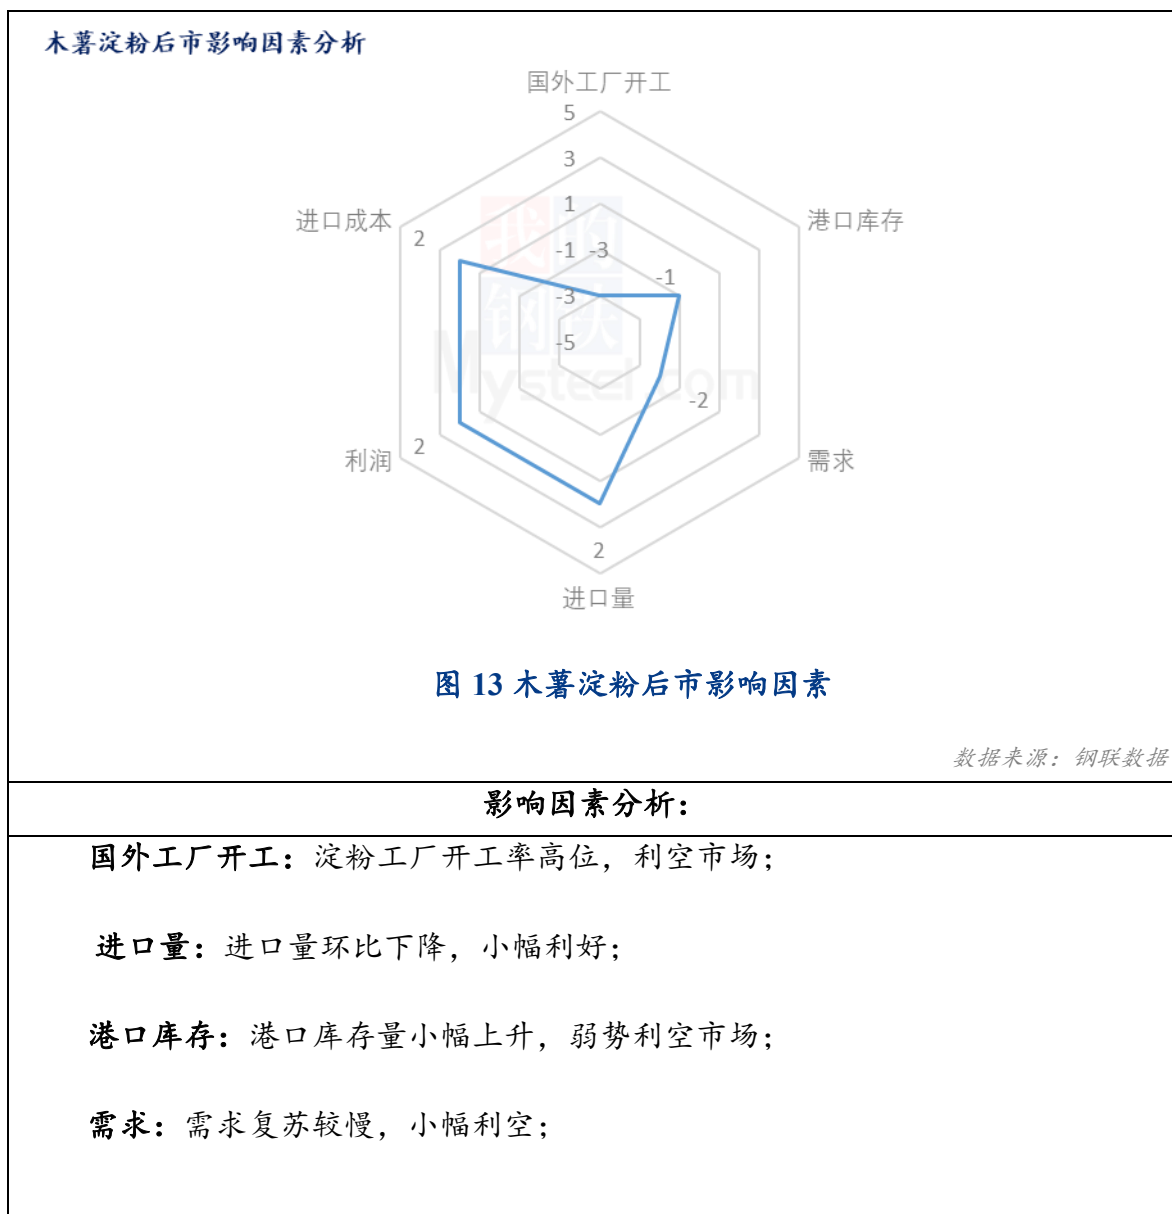 木薯淀粉后市影响因素分析
国外工厂开工
5
3
进口成本
2
1
港口库存
-1 -3
-1
-3
我的
钢铁
-5
Mysteel.com
-2
利润
2
需求
2
进口量
图 13 木薯淀粉后市影响因素
数据来源：钢联数据
影响因素分析：
国外工厂开工：淀粉工厂开工率高位，利空市场；
进口量：进口量环比下降，小幅利好；
港口库存：港口库存量小幅上升，弱势利空市场；
需求：需求复苏较慢，小幅利空；